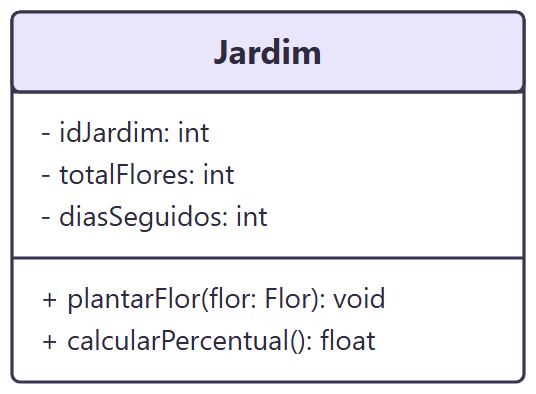 Jardim
- idJardim: int
- totalFlores: int
- diasSeguidos: int
+ plantarFlor(flor: Flor): void
+ calcularPercentual(): float